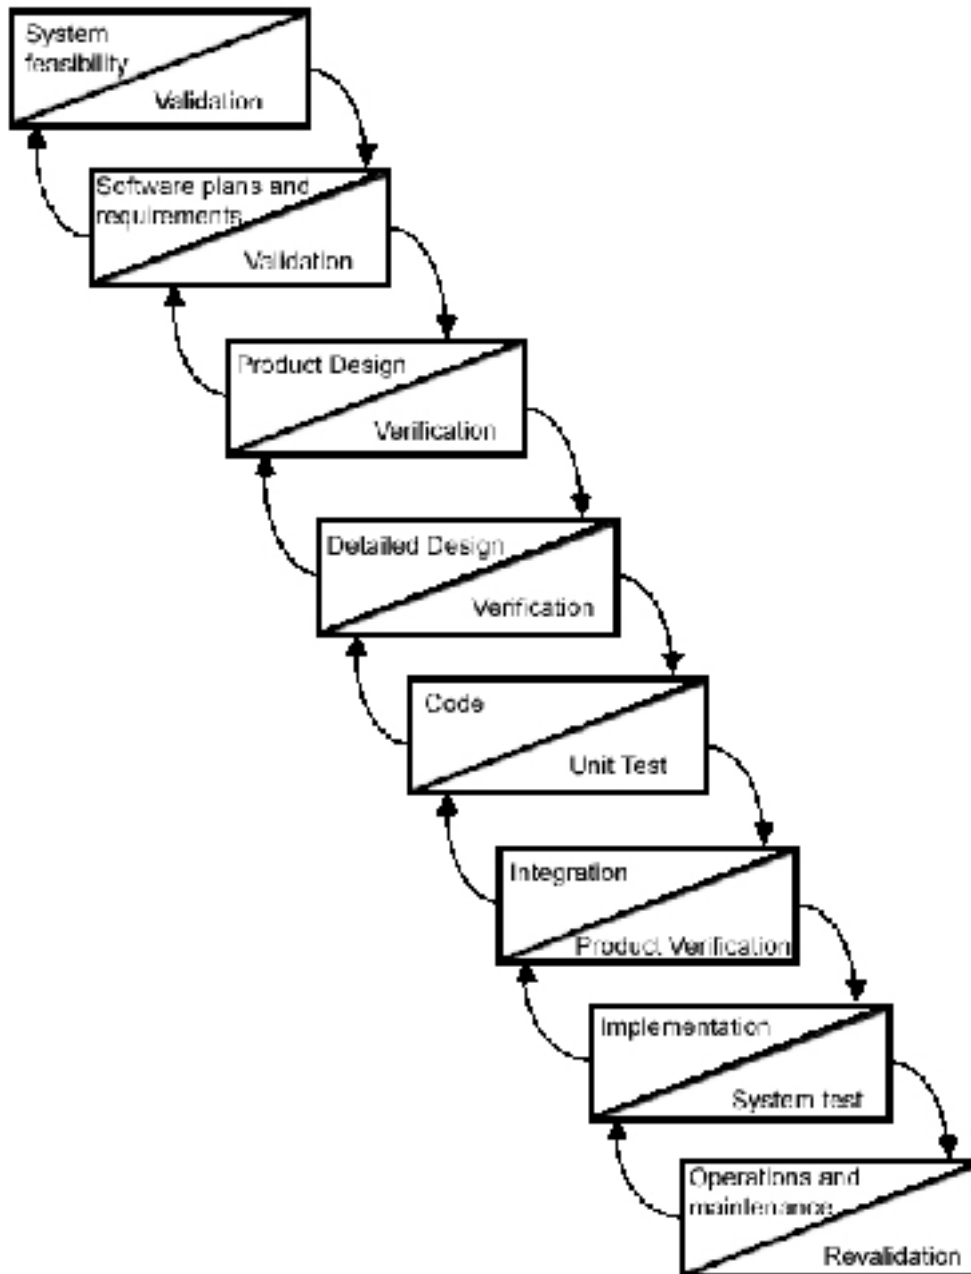 System
feasibility
Validation
Software plans and
requirements
Validation
Product Design
Verification
Detailed Design
Verification
Code
Unit Test
Integration
Product Verification
Implementation
System test
Operations and
maintenance
Revalidation